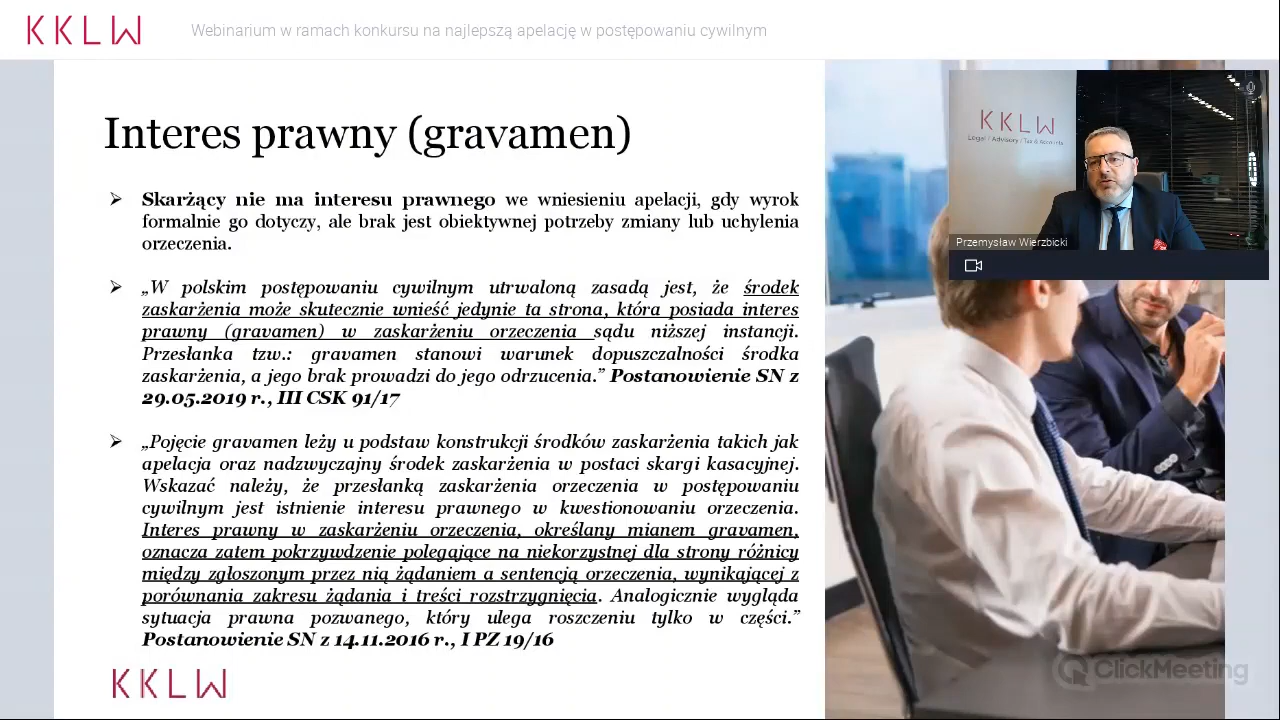 KKLW
Webinarium w ramach konkursu na najlepszą apelację w postępowaniu cywilnym
Interes prawny (gravamen)
➢ Skarżący nie ma interesu prawnego we wniesieniu apelacji, gdy wyrok
formalnie go dotyczy, ale brak jest obiektywnej potrzeby zmiany lub uchylenia
orzeczenia.
➢ „W polskim postępowaniu cywilnym utrwaloną zasadą jest, że środek
zaskarżenia może skutecznie wnieść jedynie ta strona, która posiada interes
prawny (gravamen) w zaskarżeniu orzeczenia sądu niższej instancji.
Przesłanka tzw.: gravamen stanowi warunek dopuszczalności środka
zaskarżenia, a jego brak prowadzi do jego odrzucenia.” Postanowienie SN z
29.05.2019 r., III CSK 91/17
➢ „Pojęcie gravamen leży u podstaw konstrukcji środków zaskarżenia takich jak
apelacja oraz nadzwyczajny środek zaskarżenia w postaci skargi kasacyjnej.
Wskazać należy, że przesłanką zaskarżenia orzeczenia w postępowaniu
cywilnym jest istnienie interesu prawnego w kwestionowaniu orzeczenia.
Interes prawny w zaskarżeniu orzeczenia, określany mianem gravamen,
oznacza zatem pokrzywdzenie polegające na niekorzystnej dla strony różnicy
między zgłoszonym przez nią żądaniem a sentencją orzeczenia, wynikającej z
porównania zakresu żądania i treści rozstrzygnięcia. Analogicznie wygląda
sytuacja prawna pozwanego, który ulega roszczeniu tylko w części.”
Postanowienie SN z 14.11.2016 r., I PZ 19/16
KKLW
KKLW
Legal / Advisory / Tax & Accounts
Przemysław Wierzbicki
ClickMeeting